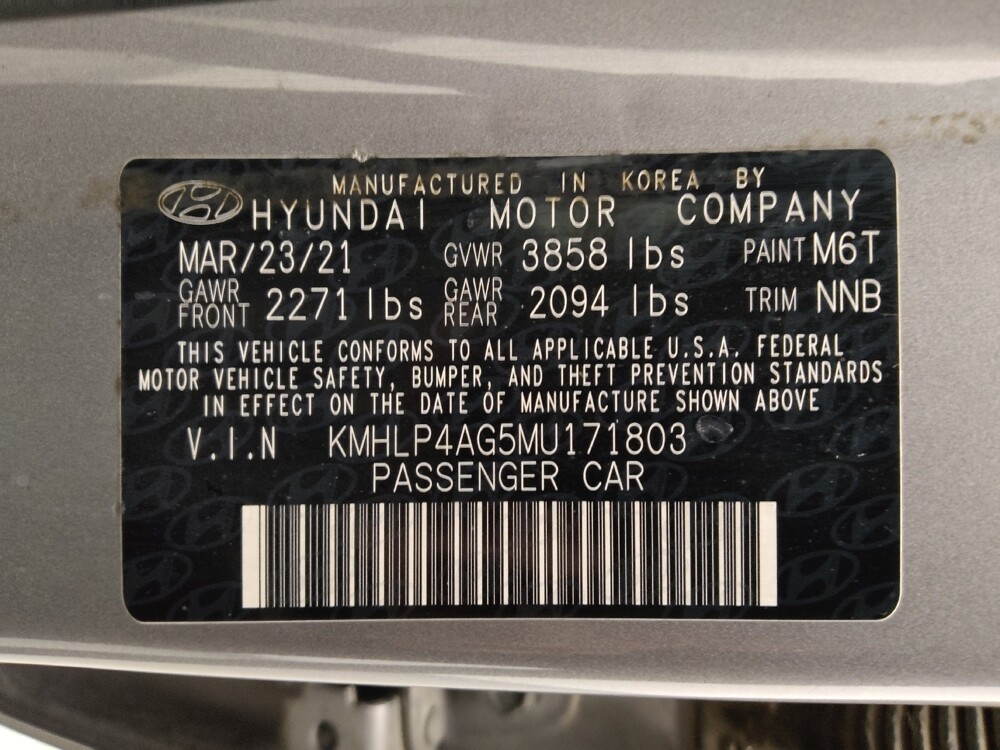 MANUFACTURED IN KOREA BY
HYUNDAI MOTOR COMPANY
MAR/23/21 GVWR 3858 lbs PAINT M6T
GAWR FRONT 2271 lbs GAWR REAR 2094 lbs TRIM NNB
THIS VEHICLE CONFORMS TO ALL APPLICABLE U.S.A. FEDERAL
MOTOR VEHICLE SAFETY, BUMPER, AND THEFT PREVENTION STANDARDS
IN EFFECT ON THE DATE OF MANUFACTURE SHOWN ABOVE
V.I.N KMHLP4AG5MU171803
PASSENGER CAR